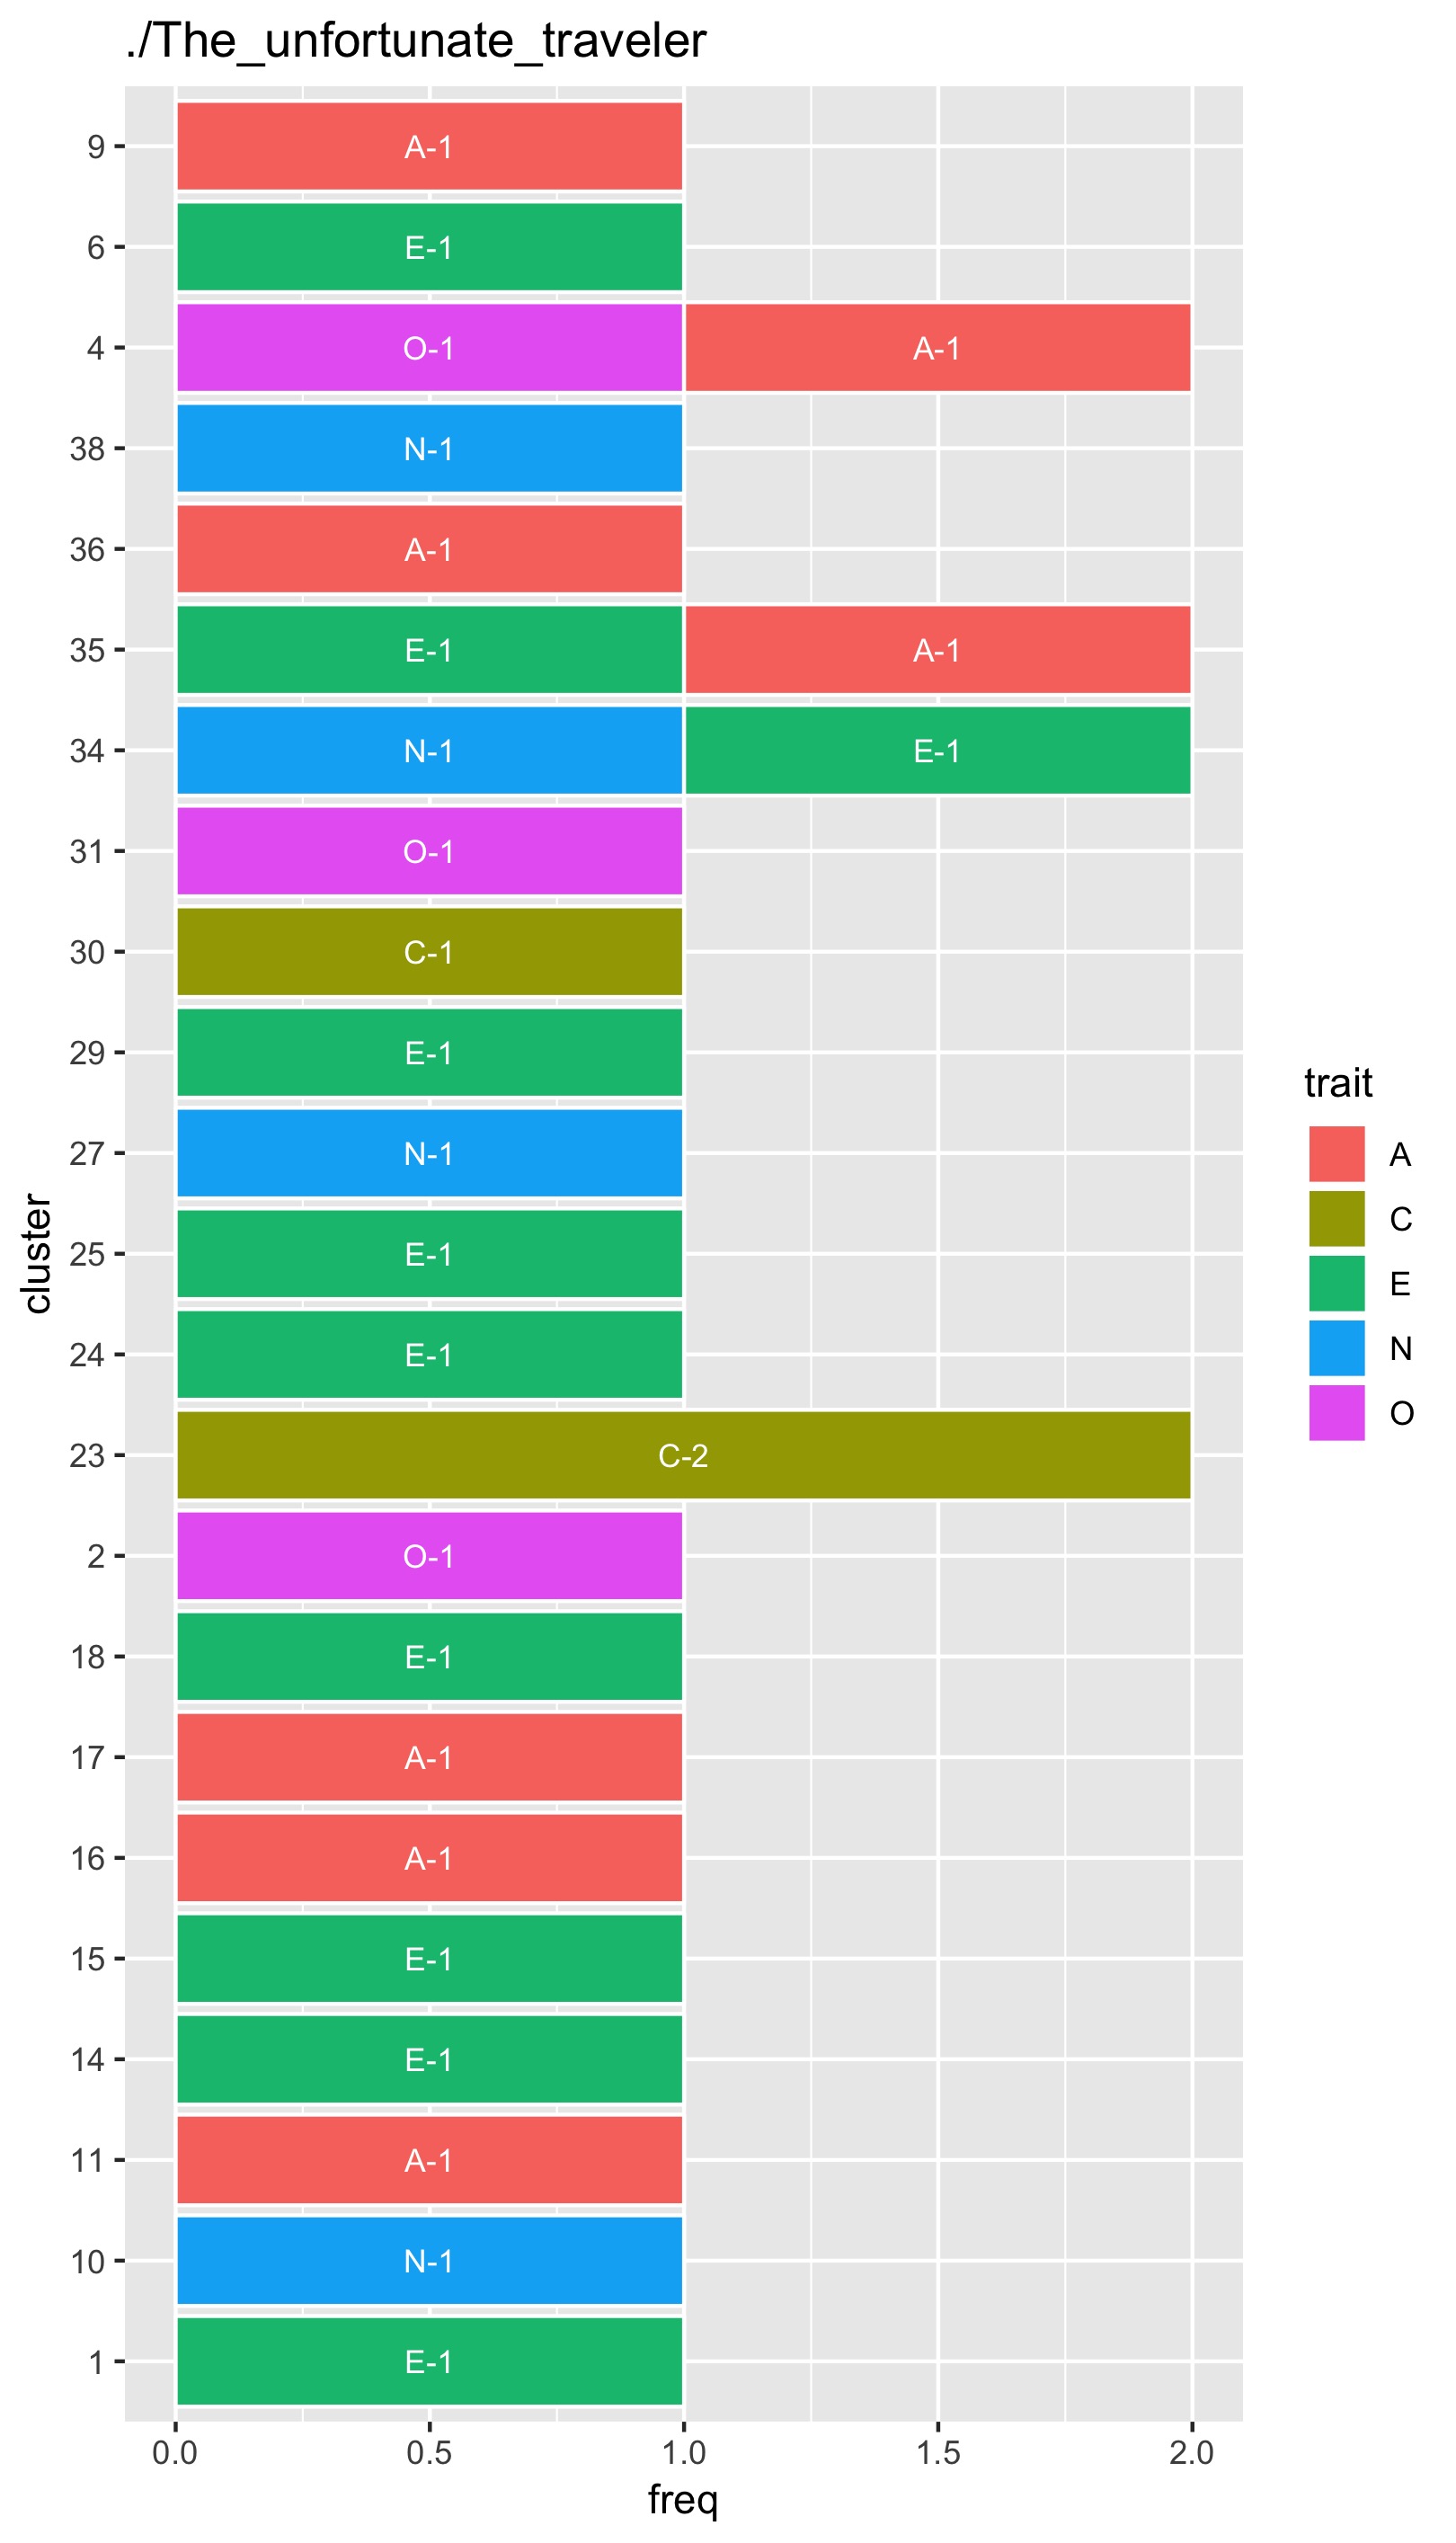 ./The_unfortunate_traveler
9 A-1
6 E-1
4 O-1 A-1
38 N-1
36 A-1
35 E-1 A-1
34 N-1 E-1
31 O-1
30 C-1
29 E-1
27 N-1
25 E-1
24 E-1
23 C-2
2 O-1
18 E-1
17 A-1
16 A-1
15 E-1
14 E-1
11 A-1
10 N-1
1 E-1
cluster
0.0 0.5 1.0 1.5 2.0
freq
trait
A
C
E
N
O